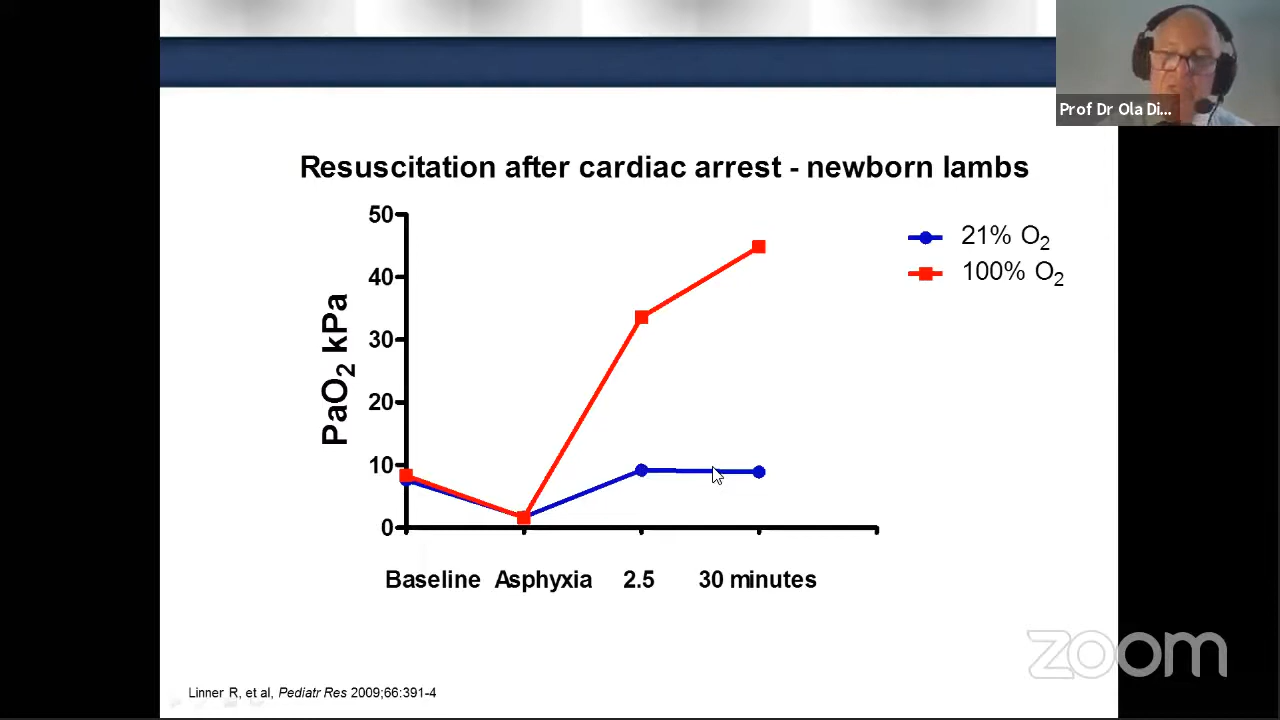 Prof Dr Ola Di...
Resuscitation after cardiac arrest - newborn lambs
50
40
30
20
10
0
PaO2 kPa
21% O2
100% O2
Baseline Asphyxia 2.5 30 minutes
zoom
Linner R, et al, Pediatr Res 2009;66:391-4